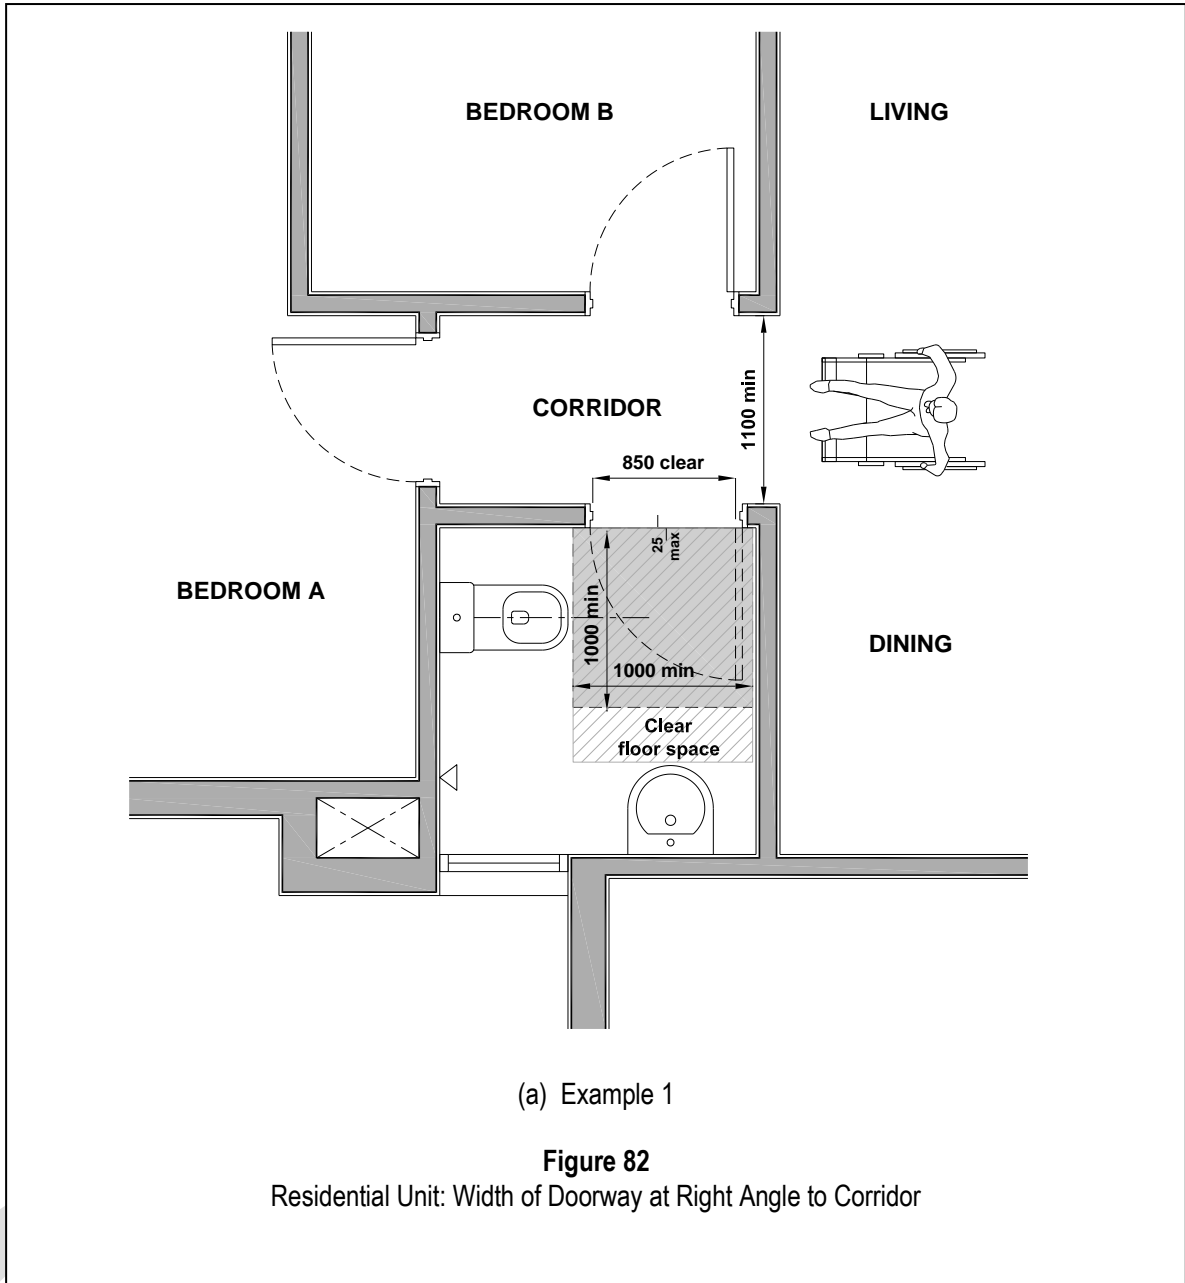 BEDROOM B
LIVING
CORRIDOR
1100 min
850 clear
25
max
BEDROOM A
1000 min
1000 min
DINING
Clear
floor space
(a) Example 1
Figure 82
Residential Unit: Width of Doorway at Right Angle to Corridor